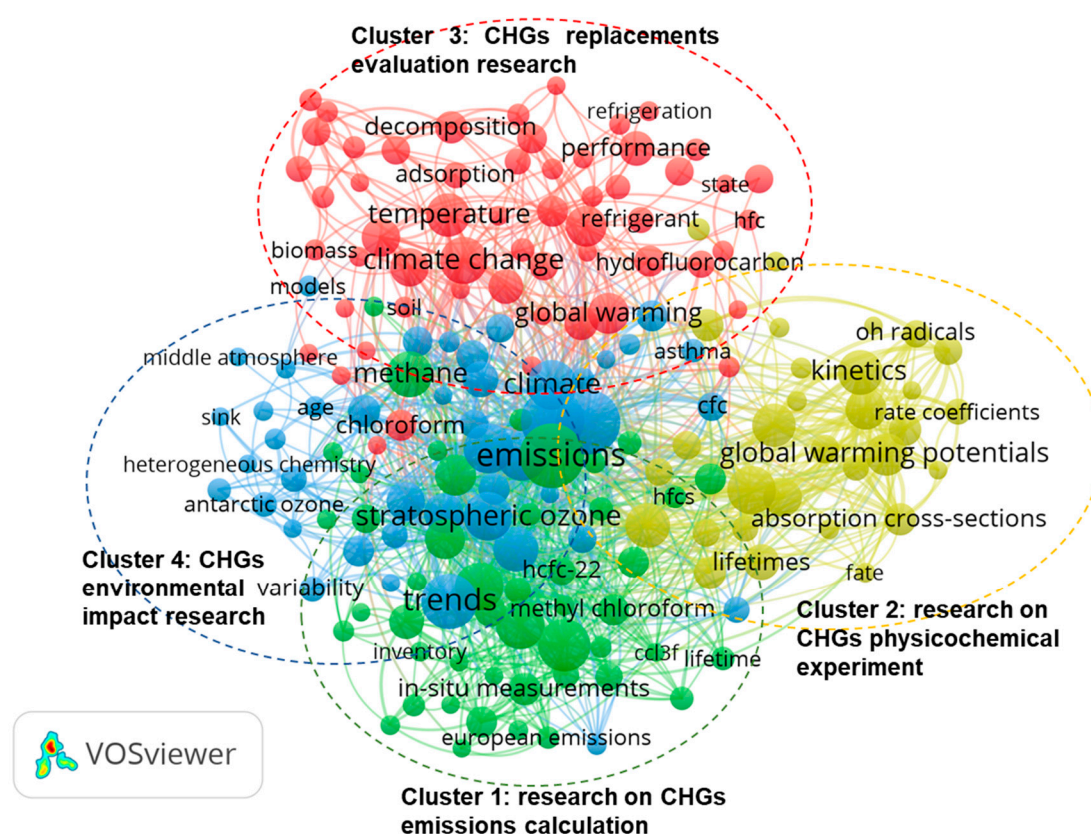 Cluster 3: CHGs replacements
evaluation research
refrigeration
decomposition
performance
adsorption
state
temperature
refrigerant
hfc
biomass
climate change
hydrofluorocarbon
models
soil
global warming
oh radicals
middle atmosphere
methane
climate
asthma
kinetics
sink
age
chloroform
cfc
rate coefficients
emissions
global warming potentials
heterogeneous chemistry
hfcs
antarctic ozone
stratospheric ozone
absorption cross-sections
Cluster 4: CHGs
environmental
impact research
variability
hcfc-22
lifetimes
fate
trends
methyl chloroform
Cluster 2: research on
CHGs physicochemical
experiment
inventory
ccl3f
lifetime
in-situ measurements
european emissions
VOSviewer
Cluster 1: research on CHGs
emissions calculation